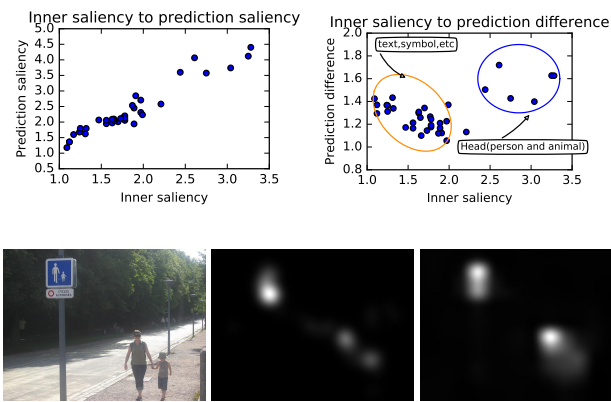 Inner saliency to prediction saliency
5.0
4.5
4.0
3.5
3.0
2.5
2.0
1.5
1.0
0.5
Prediction saliency
1.0 1.5 2.0 2.5 3.0 3.5
Inner saliency
Inner saliency to prediction difference
2.0
1.8
1.6
1.4
1.2
1.0
0.8
Prediction difference
text,symbol,etc
Head(person and animal)
1.0 1.5 2.0 2.5 3.0 3.5
Inner saliency